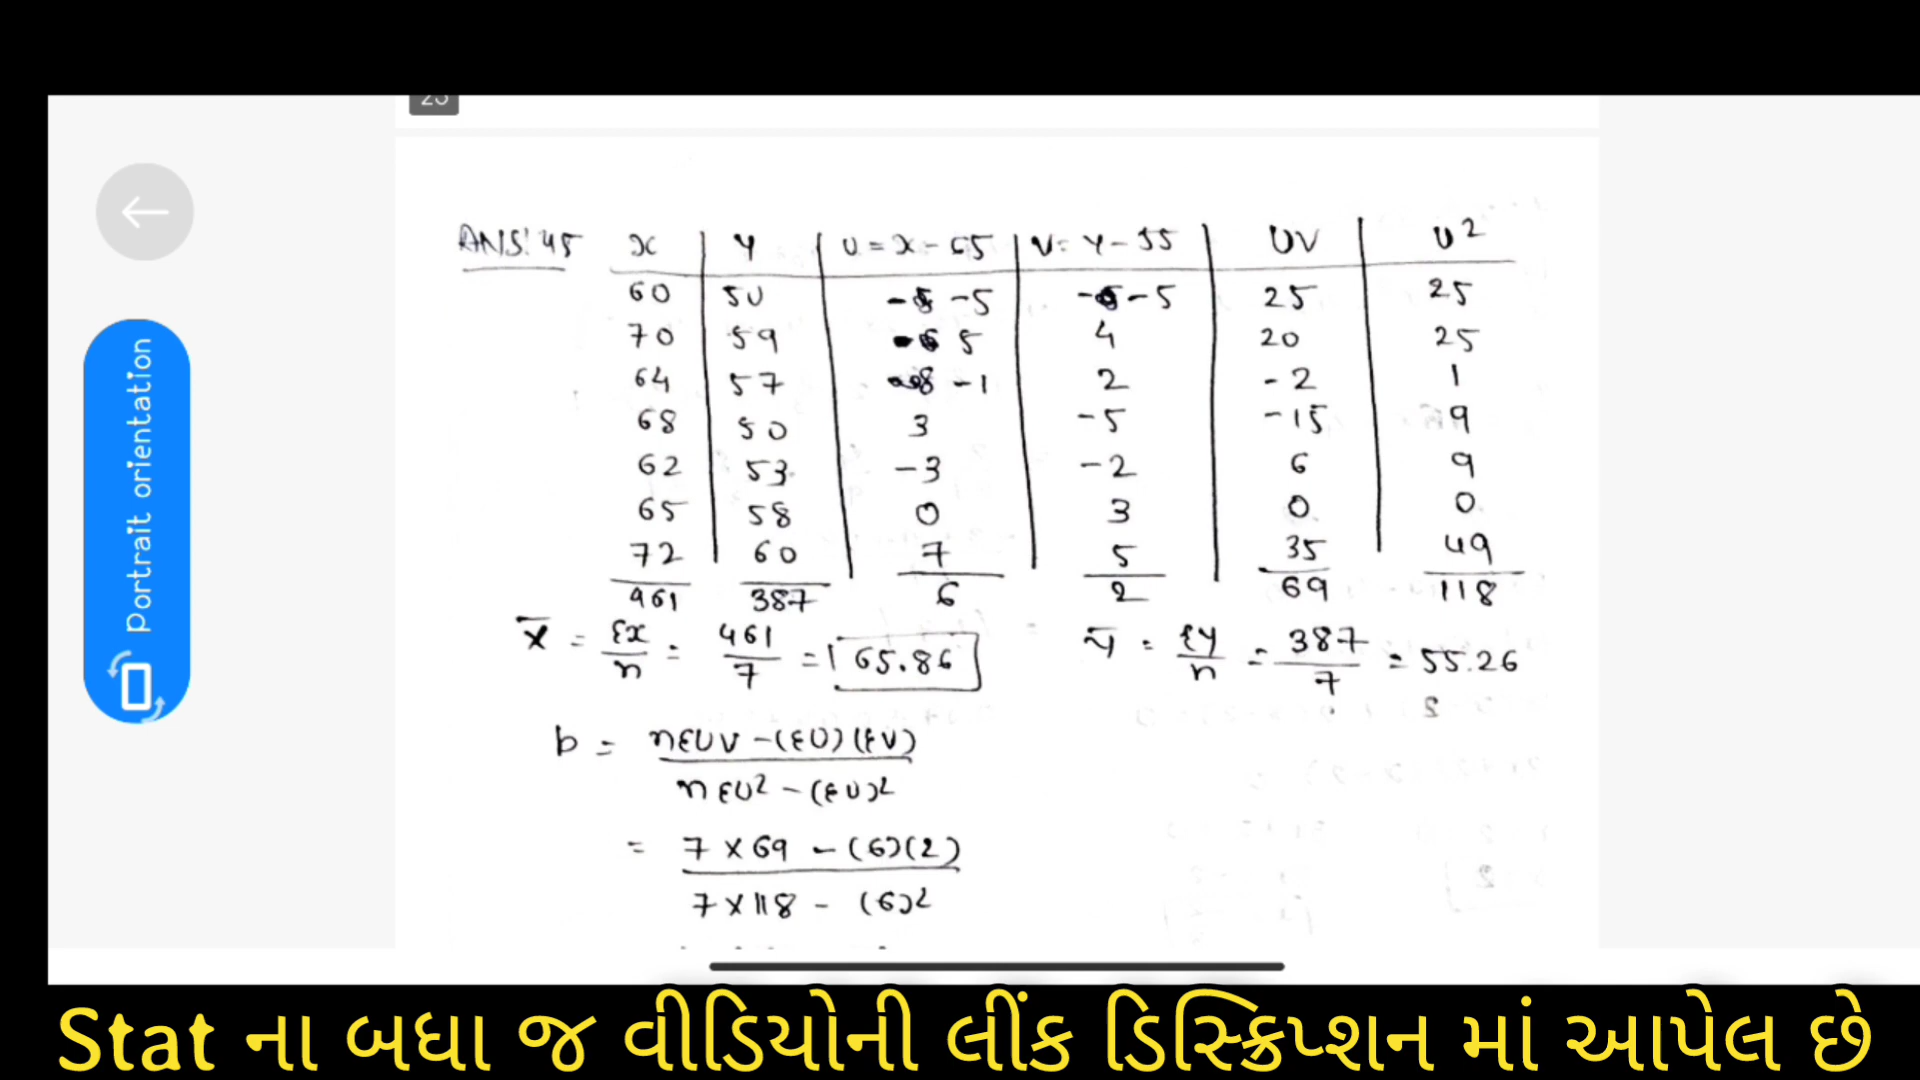 ANS! 45 x Y U = x - 65 V = Y - 55 UV U²
60 50 -5 -5 25 25
70 59 5 4 20 25
64 57 -1 2 -2 1
68 50 3 -5 -15 9
62 53 -3 -2 6 9
65 58 0 3 0 0
72 60 7 5 35 49
461 387 6 2 69 118
x̄ = Σx/n = 461/7 = 65.86 ȳ = Σy/n = 387/7 = 55.26
b = nΣUV - (ΣU)(ΣV) / nΣU² - (ΣU)²
= 7 × 69 - (6)(2) / 7 × 118 - (6)²
Portrait orientation
Stat ના બધા જ વીડિયોની લીંક ડિસ્ક્રિપ્શન માં આપેલ છે